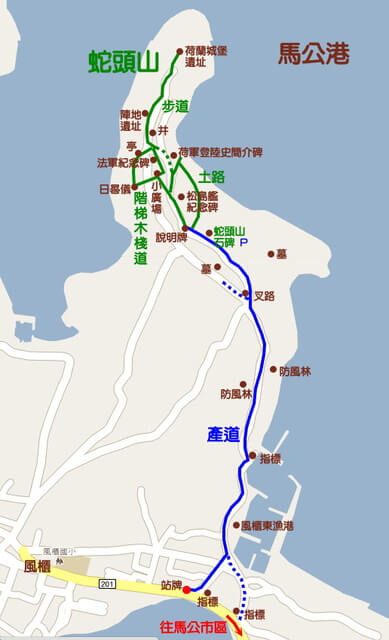 荷蘭城堡
遺址
蛇頭山
馬公港
步道
陣地
遺址
井
亭
荷軍登陸史簡介碑
法軍紀念碑
土路
日晷儀
小廣場
松島艦
紀念碑
階梯木棧道
說明牌
蛇頭山
石碑 P
墓
墓
叉路
防風林
防風林
產道
指標
風櫃東漁港
風櫃國小
風櫃
201
站牌
指標
指標
往馬公市區